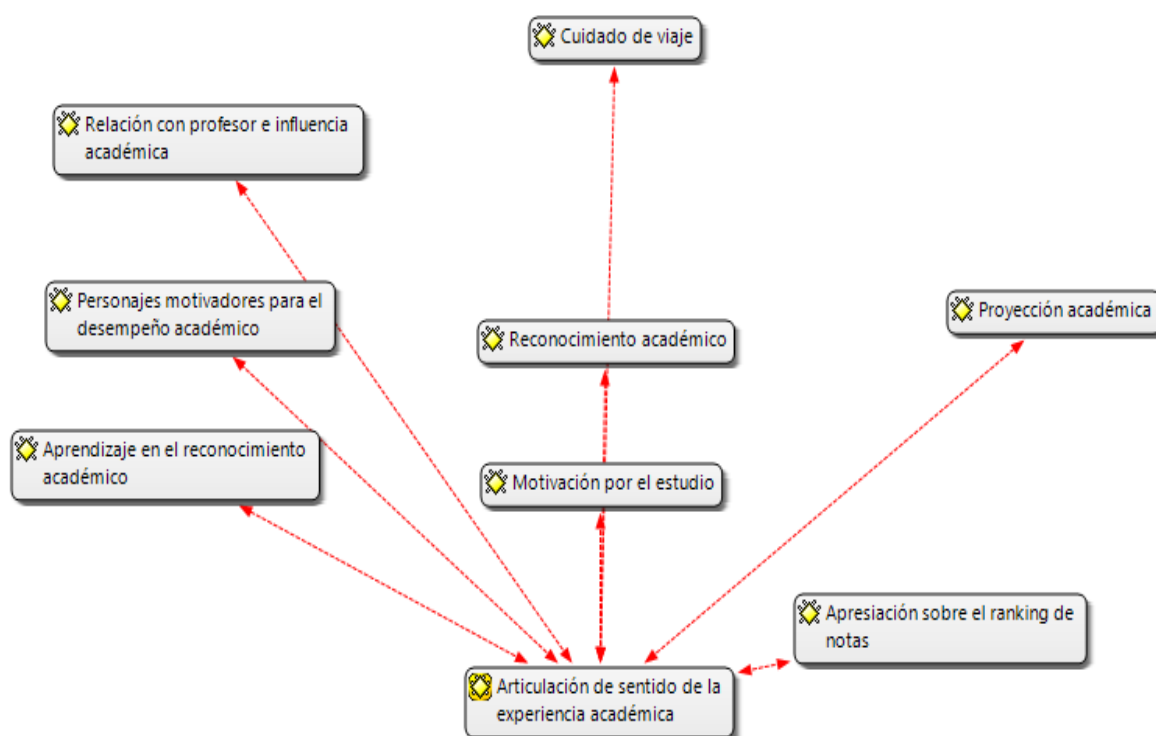 Cuidado de viaje
Relación con profesor e influencia
académica
Personajes motivadores para el
desempeño académico
Proyección académica
Reconocimiento académico
Aprendizaje en el reconocimiento
académico
Motivación por el estudio
Apresiación sobre el ranking de
notas
Articulación de sentido de la
experiencia académica